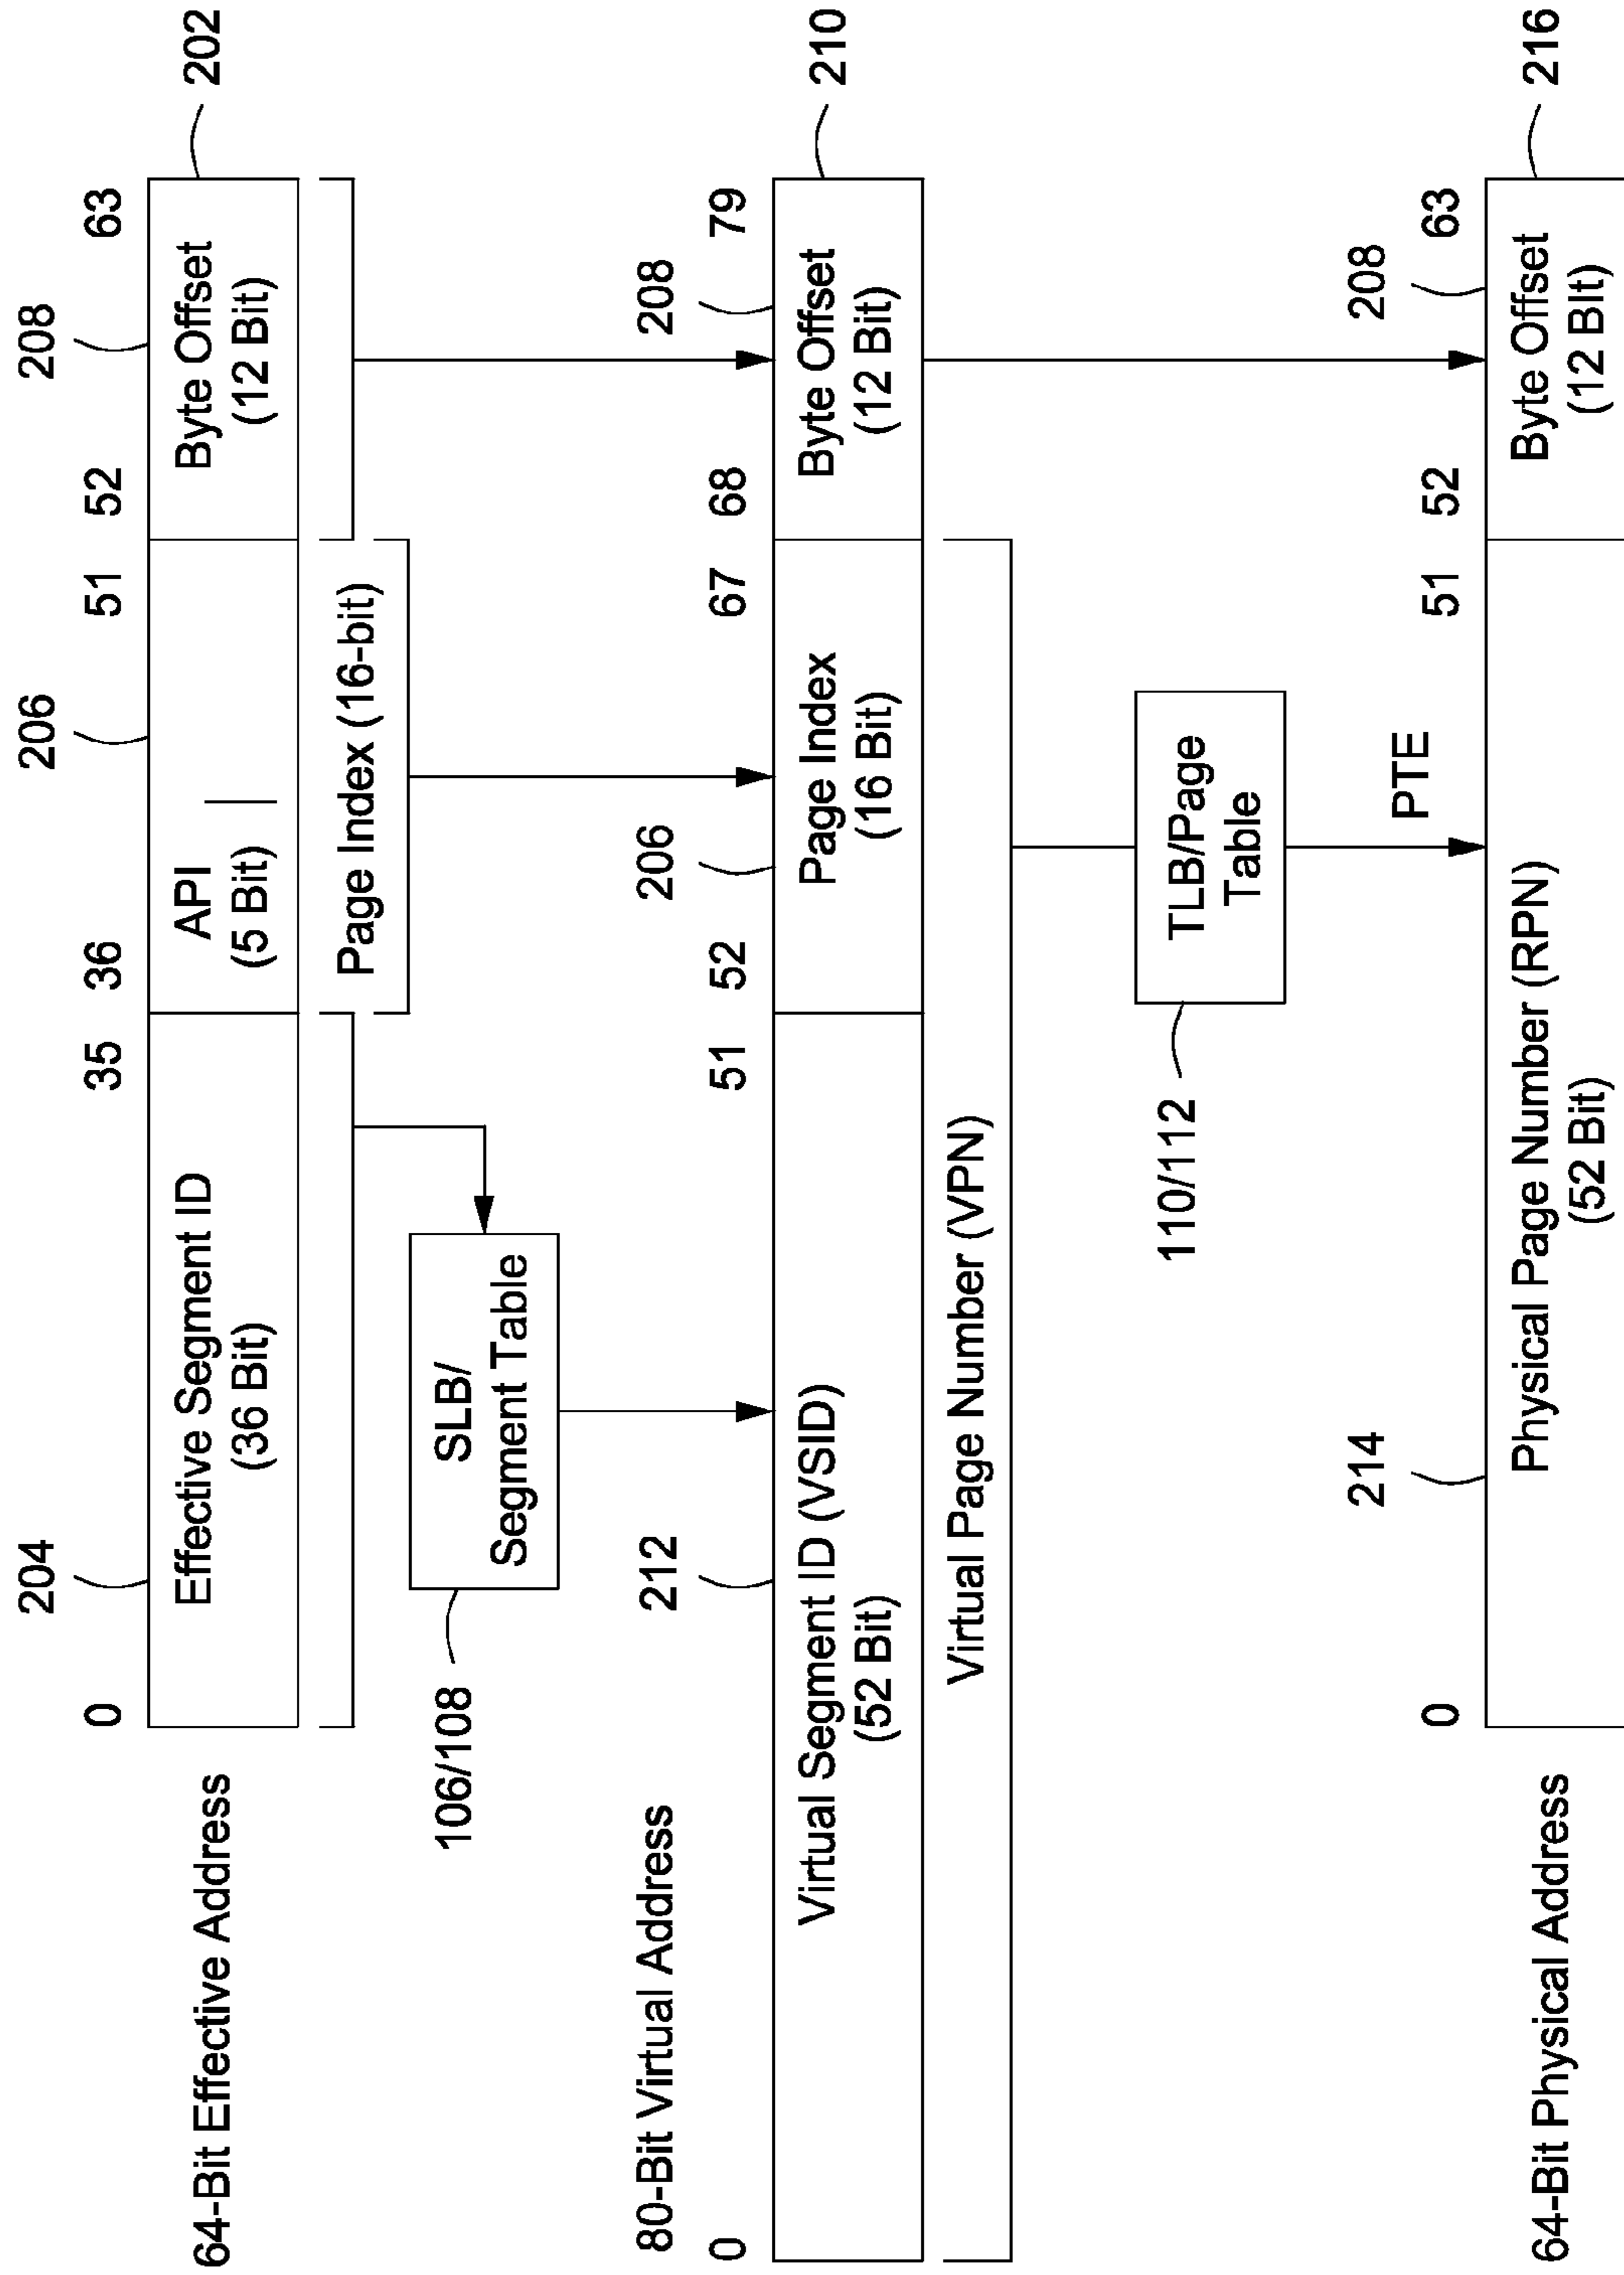 204
206
208
0
35
36
51
52
63
202
64-Bit Effective Address
Effective Segment ID
(36 Bit)
API
(5 Bit)
Byte Offset
(12 Bit)
Page Index (16-bit)
106/108
SLB/
Segment Table
80-Bit Virtual Address
212
206
208
0
51
52
67
68
79
210
Virtual Segment ID (VSID)
(52 Bit)
Page Index
(16 Bit)
Byte Offset
(12 Bit)
Virtual Page Number (VPN)
110/112
TLB/Page
Table
PTE
214
208
0
51
52
63
216
64-Bit Physical Address
Physical Page Number (RPN)
(52 Bit)
Byte Offset
(12 BIt)